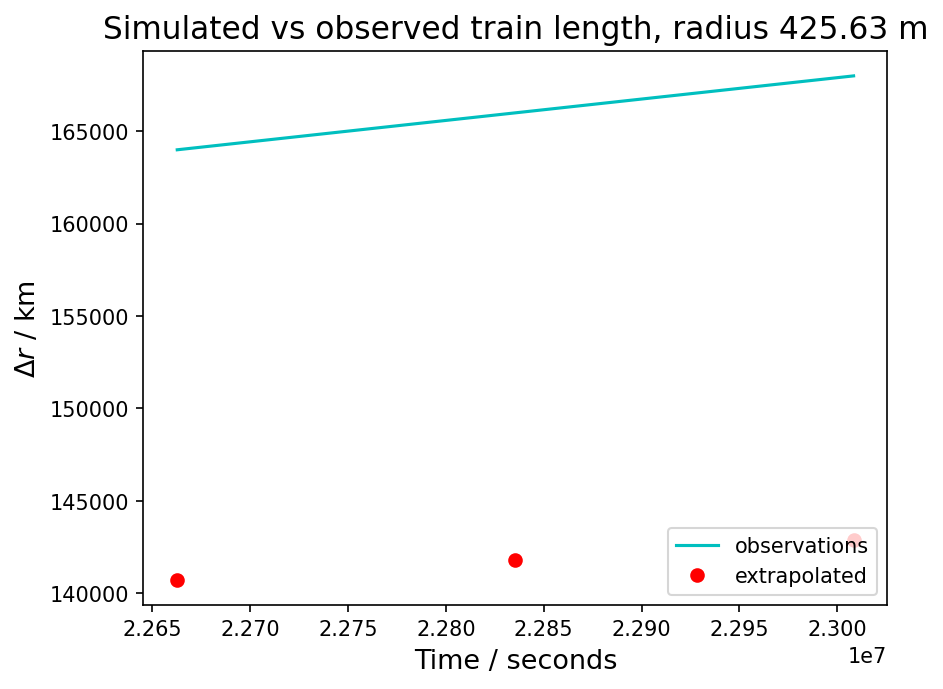 Simulated vs observed train length, radius 425.63 m
Δr / km
165000
160000
155000
150000
145000
140000
observations
extrapolated
2.265 2.270 2.275 2.280 2.285 2.290 2.295 2.300
1e7
Time / seconds